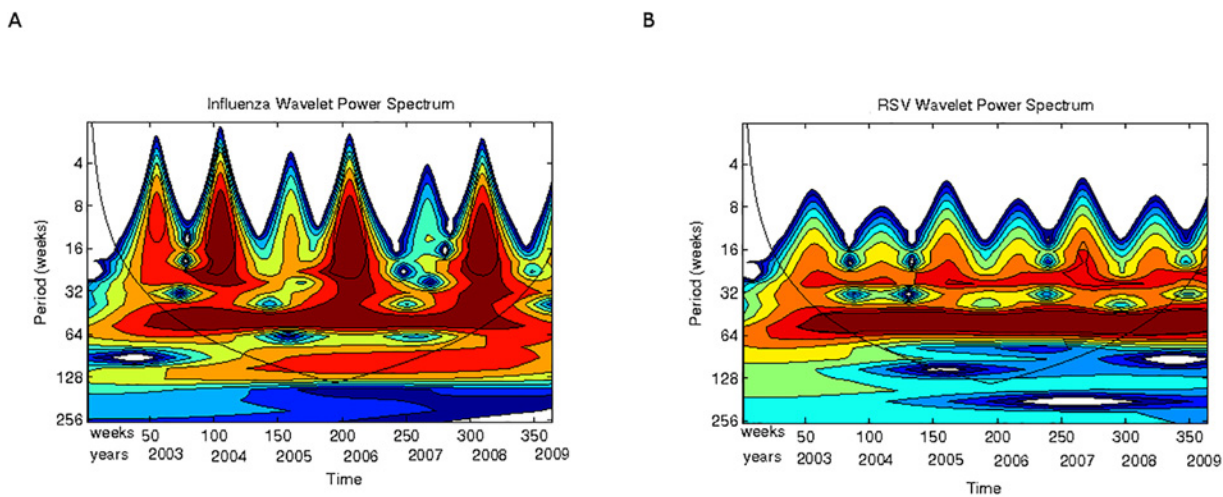 A
B
Influenza Wavelet Power Spectrum
Period (weeks)
4
8
16
32
64
128
256
weeks 50 100 150 200 250 300 350
years 2003 2004 2005 2006 2007 2008 2009
Time
RSV Wavelet Power Spectrum
Period (weeks)
4
8
16
32
64
128
256
weeks 50 100 150 200 250 300 350
years 2003 2004 2005 2006 2007 2008 2009
Time